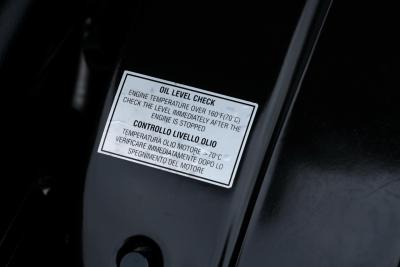 OIL LEVEL CHECK
ENGINE TEMPERATURE OVER 160°F(70°C)
CHECK THE LEVEL IMMEDIATELY AFTER THE
ENGINE IS STOPPED
CONTROLLO LIVELLO OLIO
TEMPERATURA OLIO MOTORE >70°C
VERIFICARE IMMEDIATAMENTE DOPO LO
SPEGNIMENTO DEL MOTORE